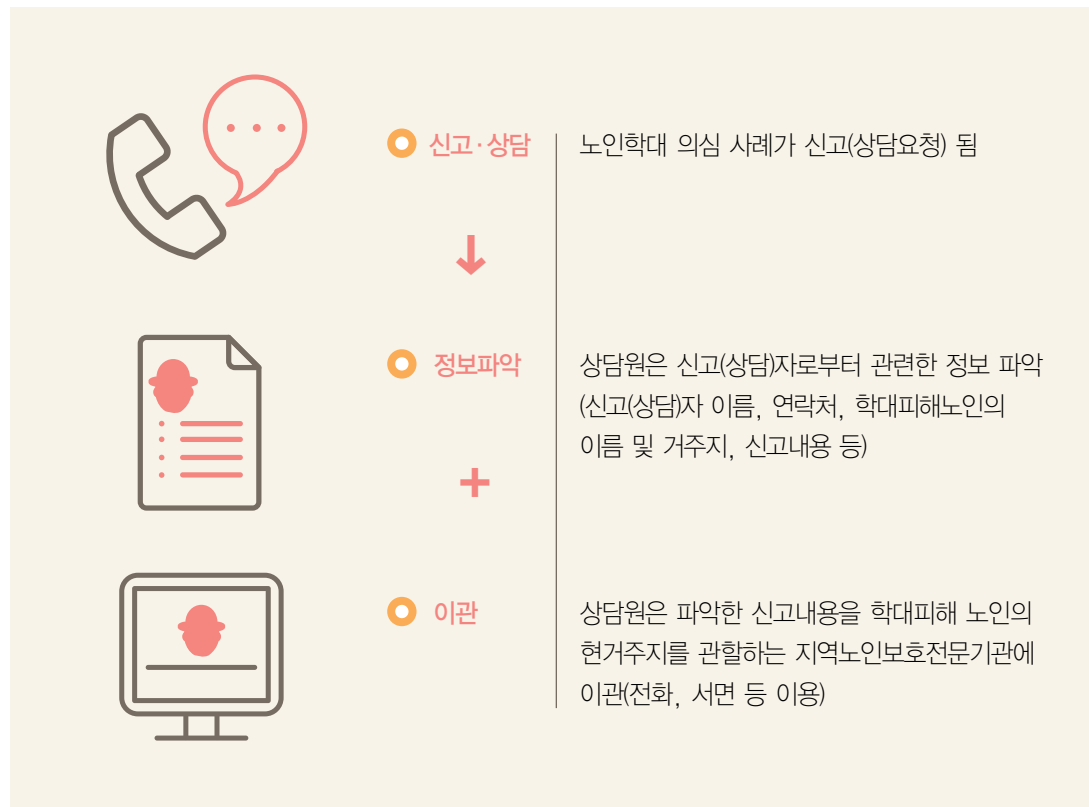 신고·상담
노인학대 의심 사례가 신고(상담요청) 됨
정보파악
상담원은 신고(상담)자로부터 관련한 정보 파악
(신고(상담)자 이름, 연락처, 학대피해노인의
이름 및 거주지, 신고내용 등)
이관
상담원은 파악한 신고내용을 학대피해 노인의
현거주지를 관할하는 지역노인보호전문기관에
이관(전화, 서면 등 이용)